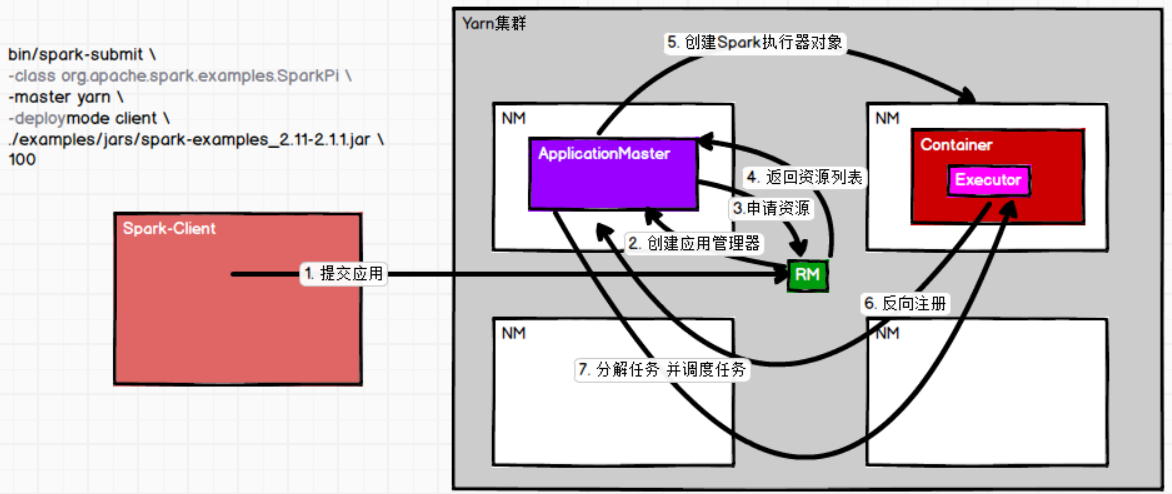 bin/spark-submit \
-class org.apache.spark.examples.SparkPi \
-master yarn \
-deploymode client \
./examples/jars/spark-examples_2.11-2.1.1.jar \
100
Spark-Client
1. 提交应用
Yarn集群
5. 创建Spark执行器对象
NM
ApplicationMaster
4. 返回资源列表
3.申请资源
2. 创建应用管理器
RM
NM
Container
Executor
6. 反向注册
NM
7. 分解任务 并调度任务
NM